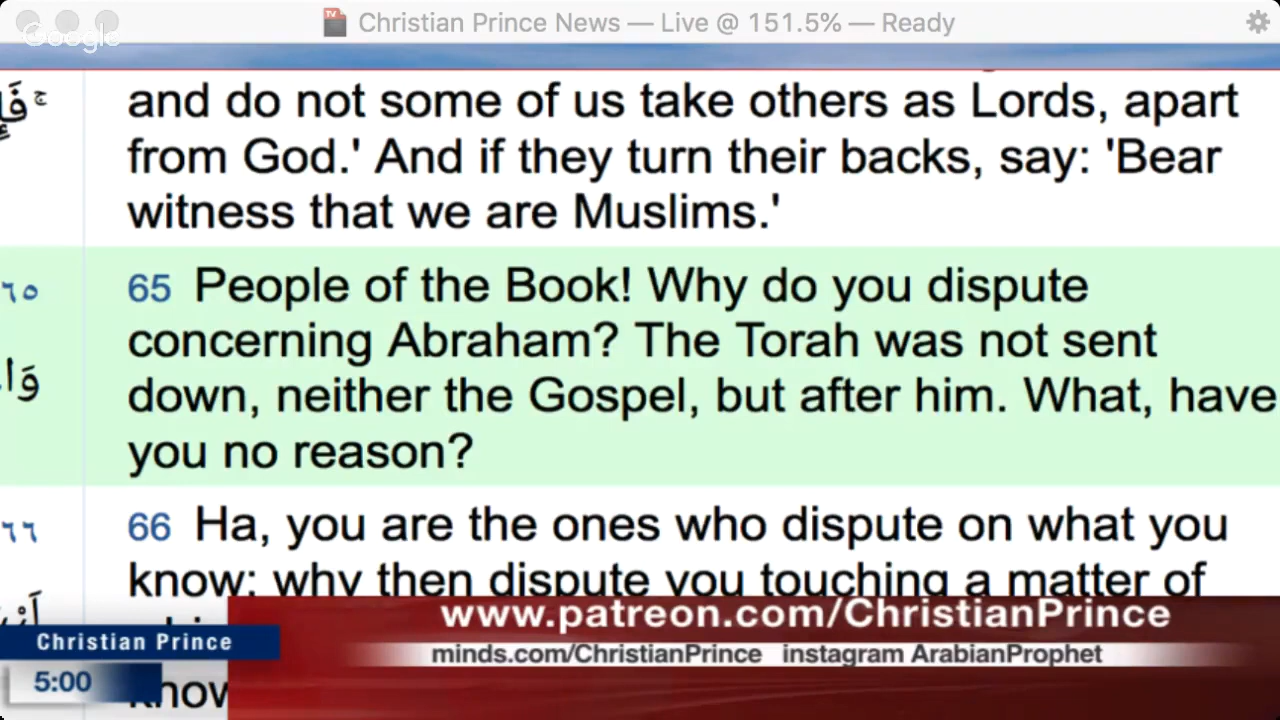 Google
Christian Prince News — Live @ 151.5% — Ready
and do not some of us take others as Lords, apart
from God.' And if they turn their backs, say: 'Bear
witness that we are Muslims.'
٦٥
65 People of the Book! Why do you dispute
concerning Abraham? The Torah was not sent
down, neither the Gospel, but after him. What, have
you no reason?
٦٦
66 Ha, you are the ones who dispute on what you
know; why then dispute you touching a matter of
www.patreon.com/ChristianPrince
Christian Prince
minds.com/ChristianPrince instagram ArabianProphet
5:00